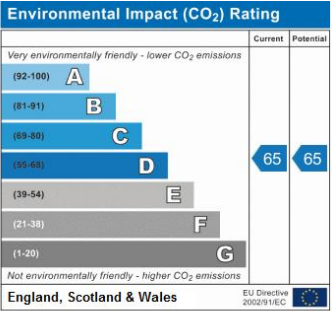 Environmental Impact (CO₂) Rating
Current Potential
Very environmentally friendly - lower CO₂ emissions
(92-100) A
(81-91) B
(69-80) C
(55-68) D 65 65
(39-54) E
(21-38) F
(1-20) G
Not environmentally friendly - higher CO₂ emissions
England, Scotland & Wales
EU Directive
2002/91/EC